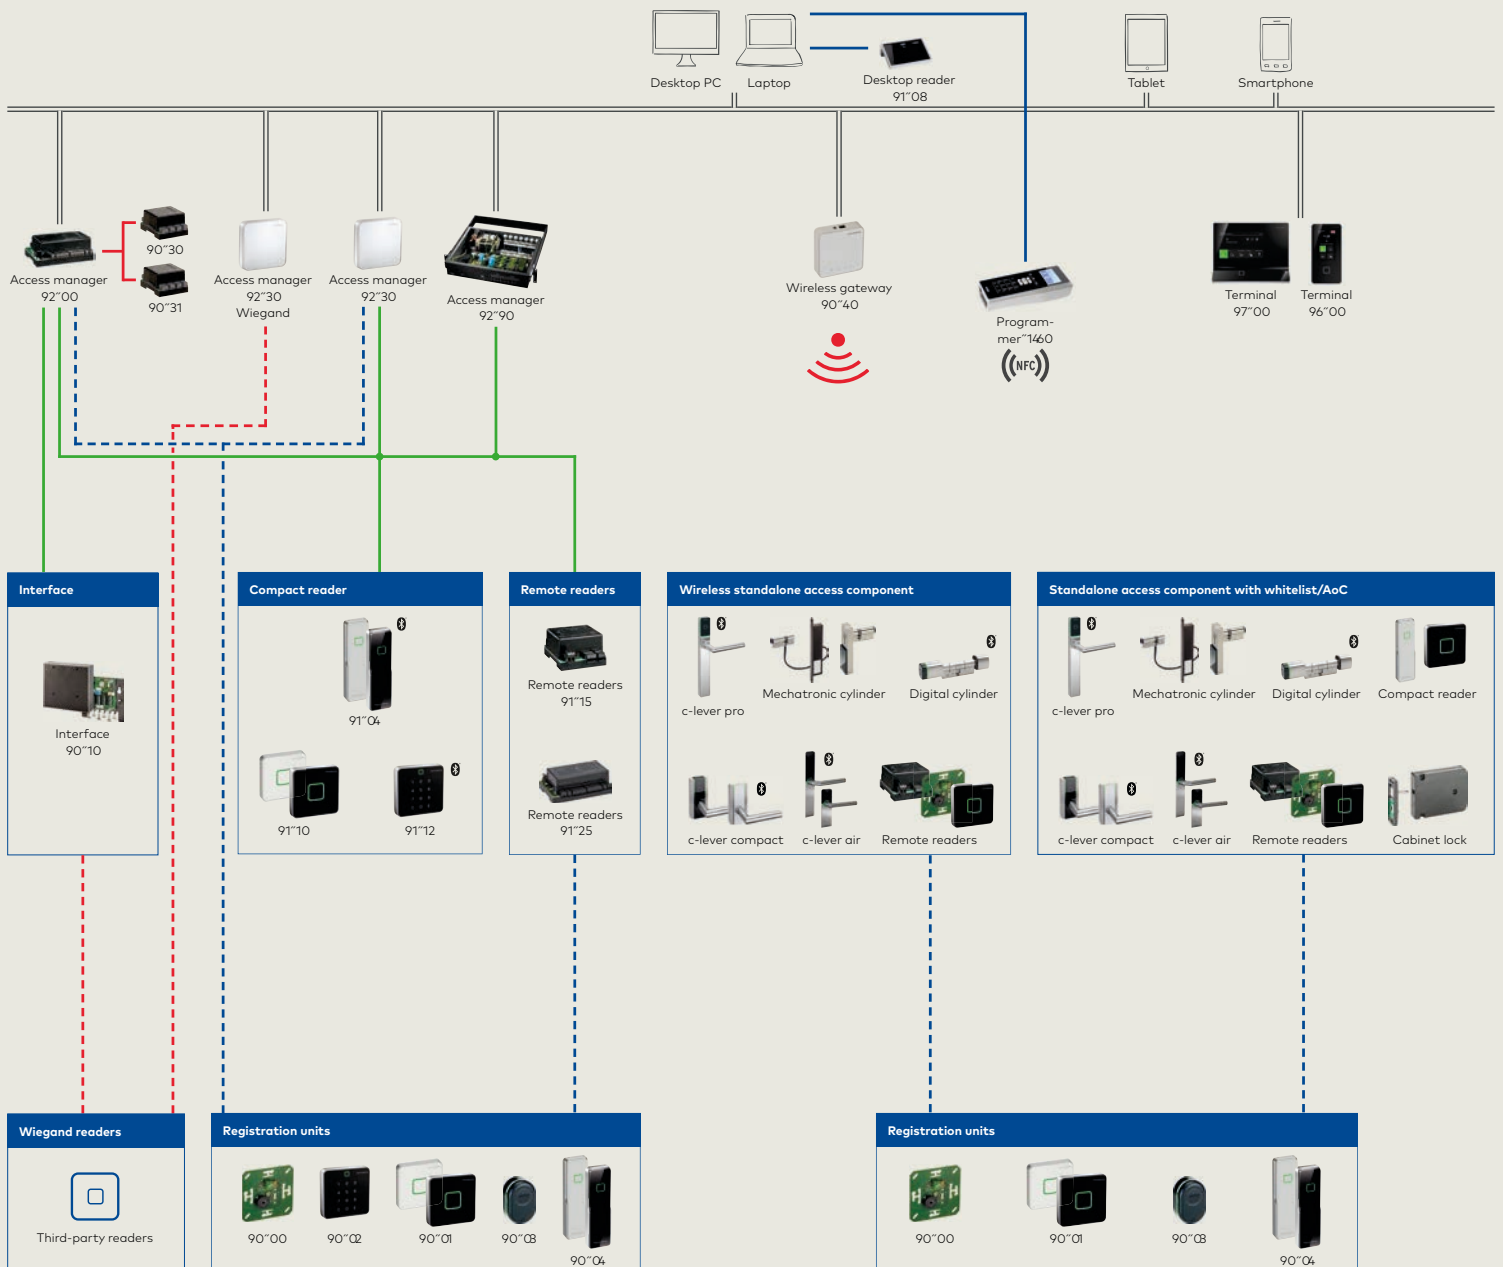 Desktop PC
Laptop
Desktop reader
91 08
Tablet
Smartphone
Access manager
92 00
90 30
90 31
Access manager
92 30
Wiegand
Access manager
92 30
Access manager
92 90
Wireless gateway
90 40
Program-
mer 1460
NFC
Terminal
97 00
Terminal
96 00
Interface
Interface
90 10
Compact reader
91 04
91 10
91 12
Remote readers
Remote readers
91 15
Remote readers
91 25
Wireless standalone access component
c-lever pro
Mechatronic cylinder
Digital cylinder
c-lever compact
c-lever air
Remote readers
Standalone access component with whitelist/AoC
c-lever pro
Mechatronic cylinder
Digital cylinder
Compact reader
c-lever compact
c-lever air
Remote readers
Cabinet lock
Wiegand readers
Third-party readers
Registration units
90 00
90 02
90 01
90 03
90 04
Registration units
90 00
90 01
90 03
90 04